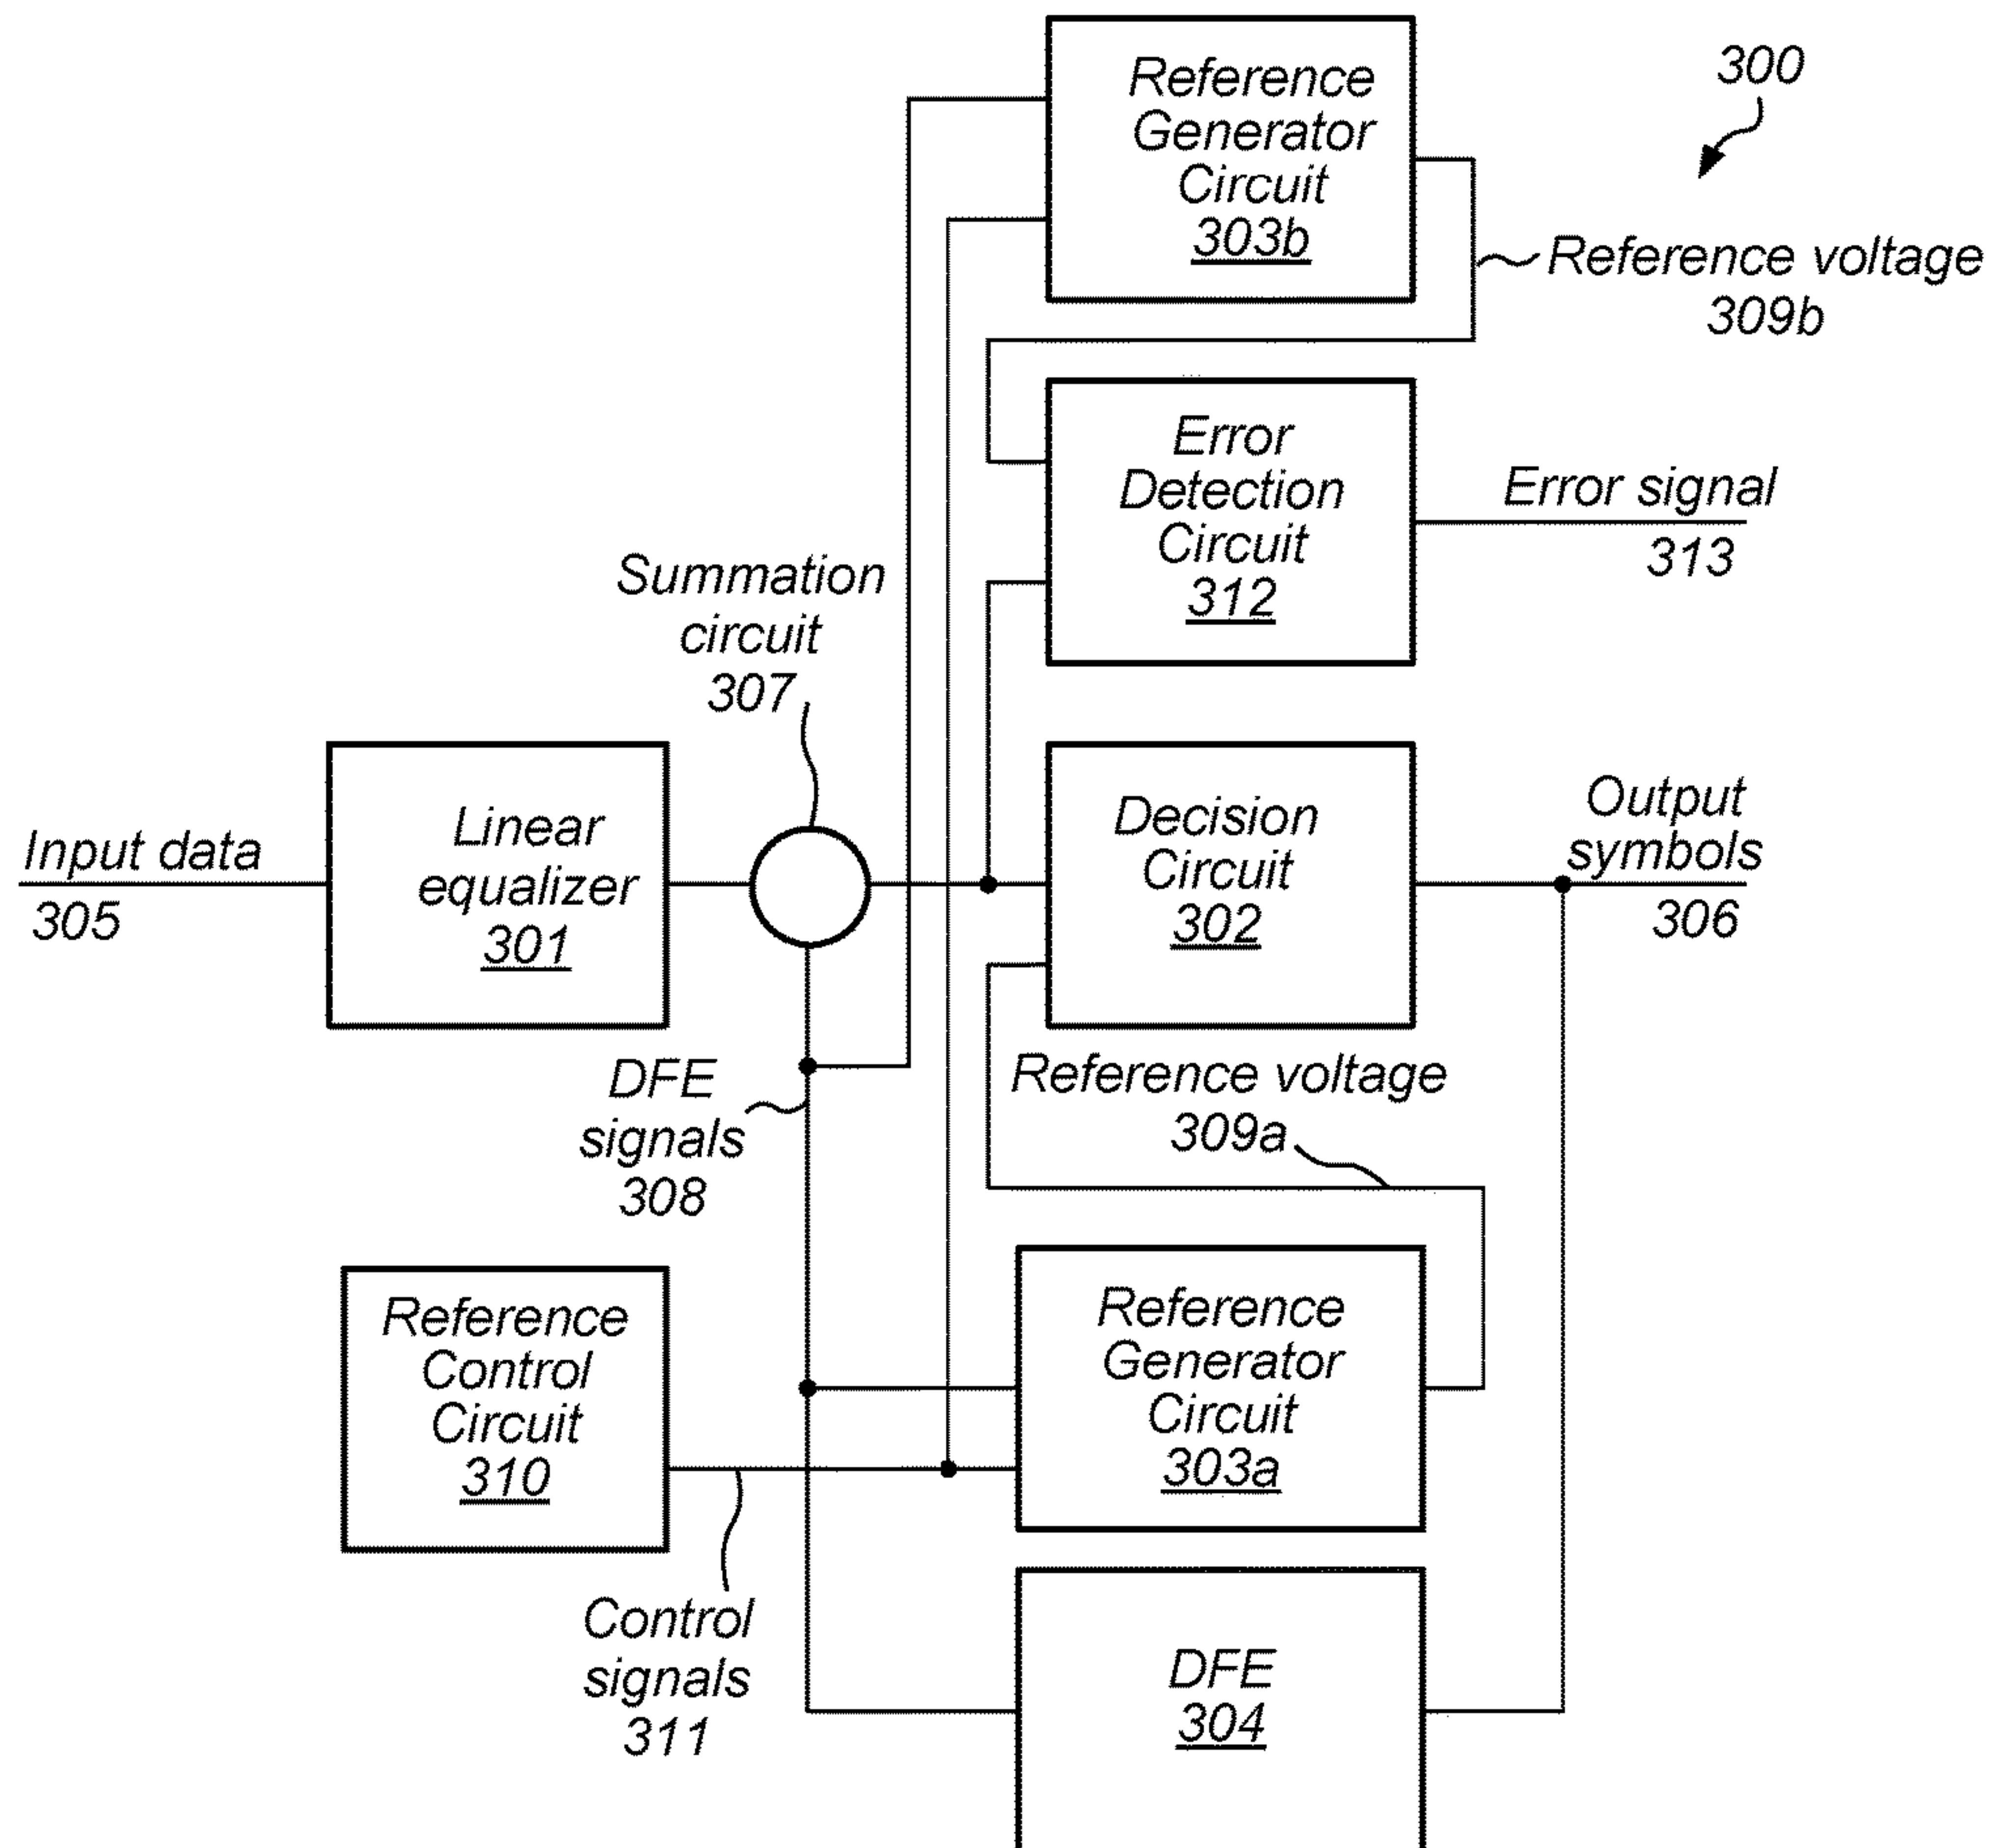 Reference
Generator
Circuit
303b
300
Reference voltage
309b
Error
Detection
Circuit
312
Error signal
313
Summation
circuit
307
Input data
305
Linear
equalizer
301
Decision
Circuit
302
Output
symbols
306
DFE
signals
308
Reference voltage
309a
Reference
Control
Circuit
310
Reference
Generator
Circuit
303a
Control
signals
311
DFE
304